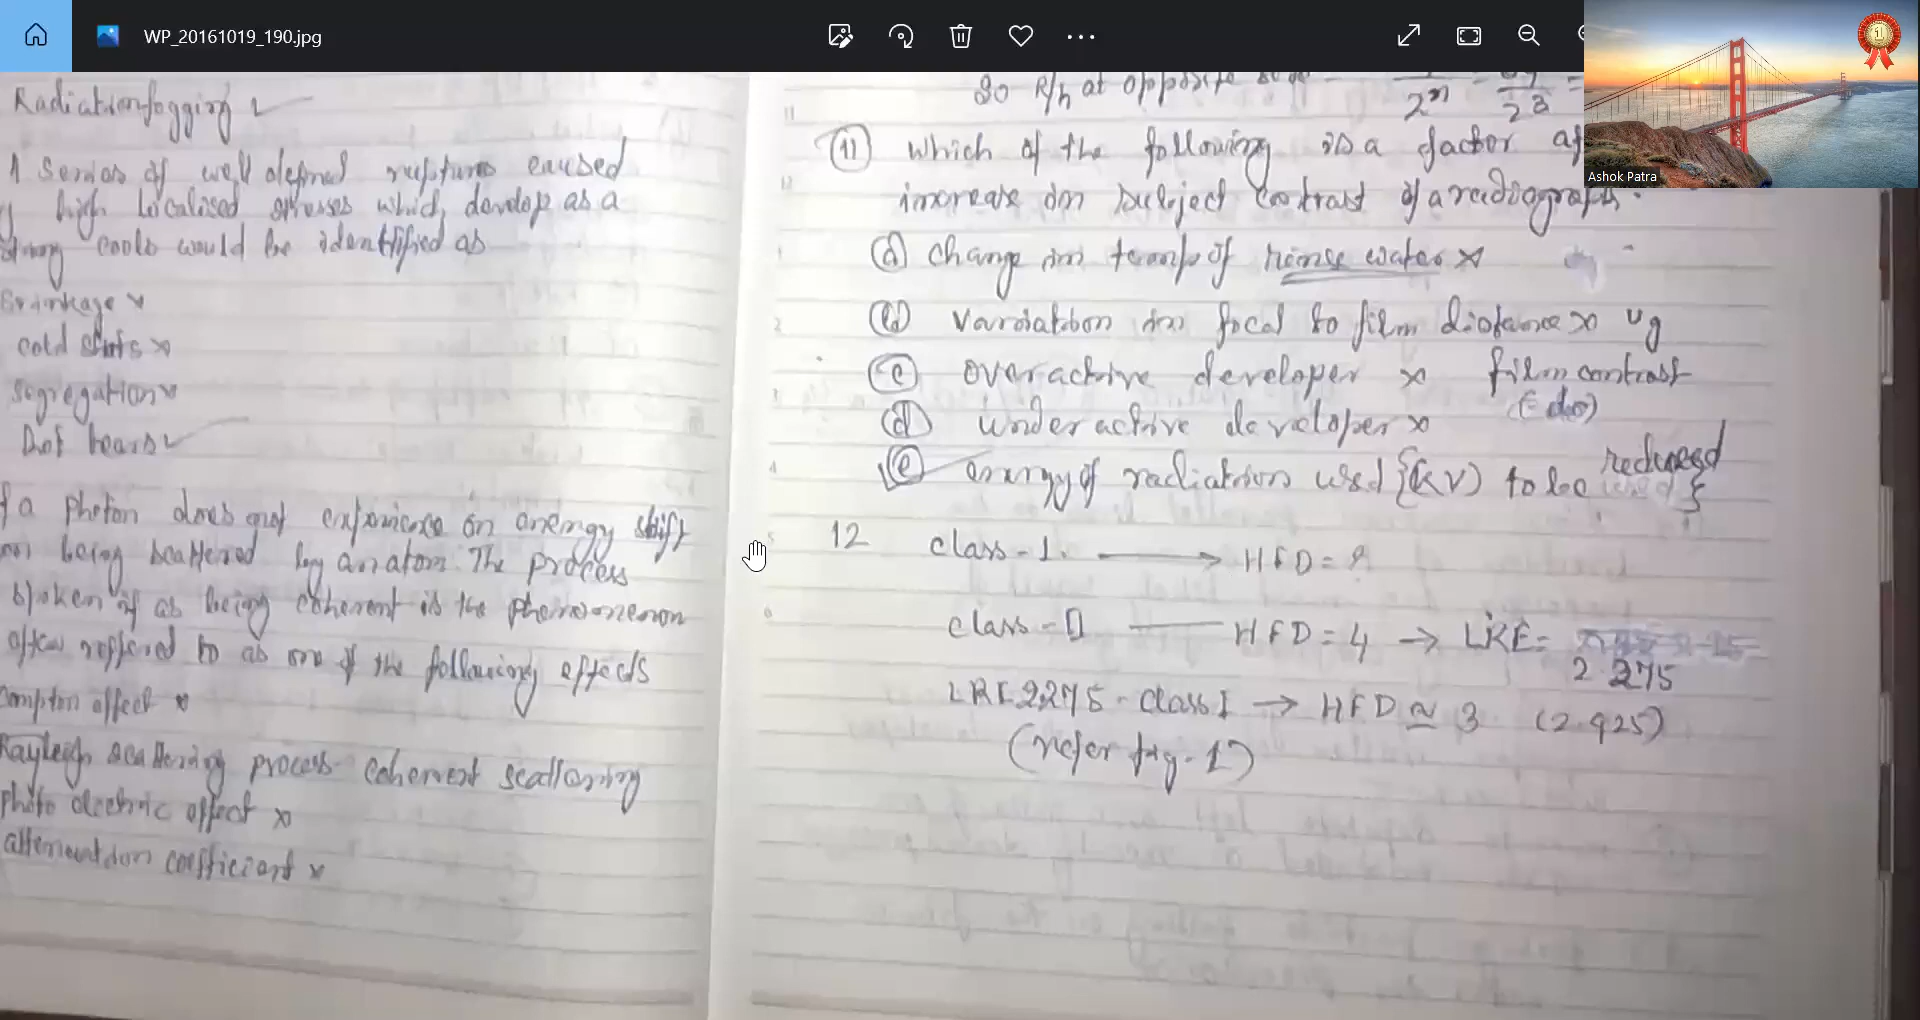 WP_20161019_190.jpg
Ashok Patra
Radiation fogging
A Series of well defined ruptures caused
high localised stresses which develop as a
cools would be identified as
cold shuts x
segregation x
Hot tears
a photon does not experience an energy shift
on being scattered by an atom. The process
spoken of as being coherent is the phenomenon
often reffered to as one of the following effects
compton effect x
Rayleigh scattering process - coherent scattering
photo electric effect x
attenuation coefficient x
So R/h at opposite
(11) which of the following is a factor
increase in subject contrast of a radiograph.
(a) change in temp of rinse water x
(b) variation in focal to film distance x ug
(c) overactive developer x film contrast
(d) under active developer x (do)
(e) energy of radiation used {(KV) to be reduced }
12 class - I. → HFD = ?
class - II HFD = 4 → LRE =
2.275
LRE 2.275 - Class I → HFD ≈ 3 (2.925)
(refer fig - 1)